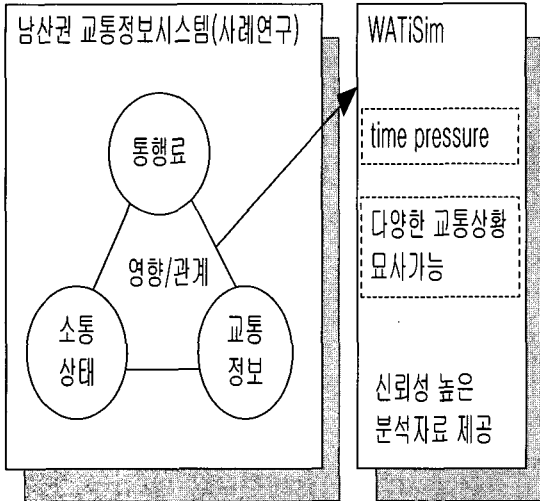 남산권 교통정보시스템(사례연구)
통행료
영향/관계
소통
상태
교통
정보
WATiSim
time pressure
다양한 교통상황
묘사가능
신뢰성 높은
분석자료 제공